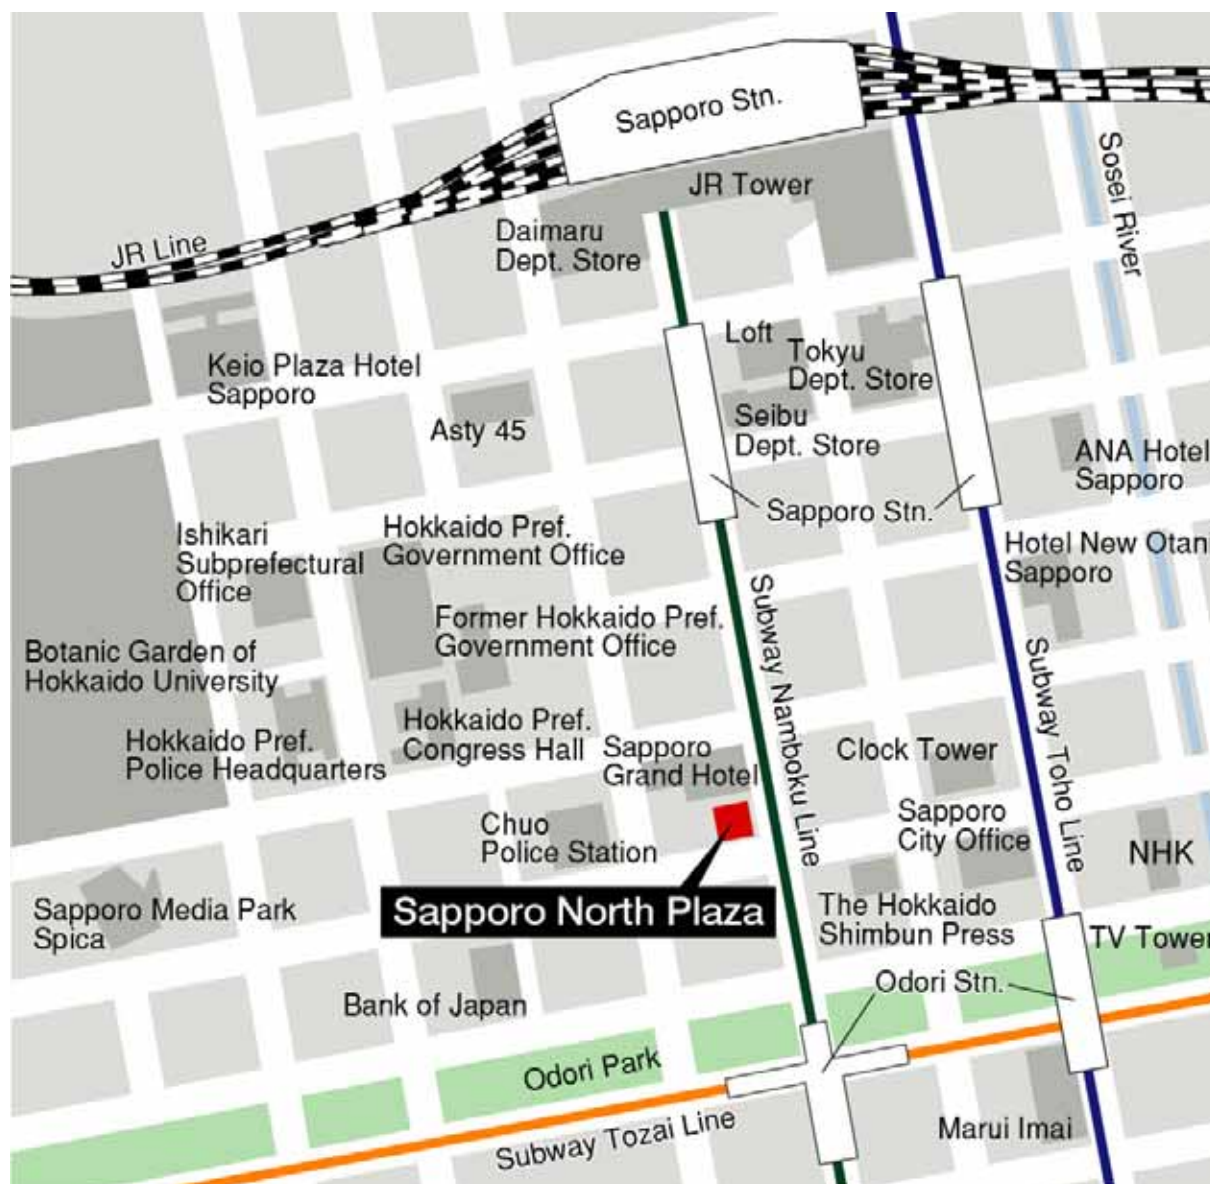 Sapporo Stn.
JR Tower
Sosei River
Daimaru
Dept. Store
JR Line
Loft
Tokyu
Dept. Store
Keio Plaza Hotel
Sapporo
Asty 45
Seibu
Dept. Store
ANA Hotel
Sapporo
Sapporo Stn.
Ishikari
Subprefectural
Office
Hokkaido Pref.
Government Office
Hotel New Otani
Sapporo
Former Hokkaido Pref.
Government Office
Subway Namboku Line
Subway Toho Line
Botanic Garden of
Hokkaido University
Hokkaido Pref.
Police Headquarters
Hokkaido Pref.
Congress Hall
Sapporo
Grand Hotel
Clock Tower
Chuo
Police Station
Sapporo
City Office
NHK
Sapporo North Plaza
Sapporo Media Park
Spica
The Hokkaido
Shimbun Press
TV Tower
Bank of Japan
Odori Stn.
Odori Park
Subway Tozai Line
Marui Imai